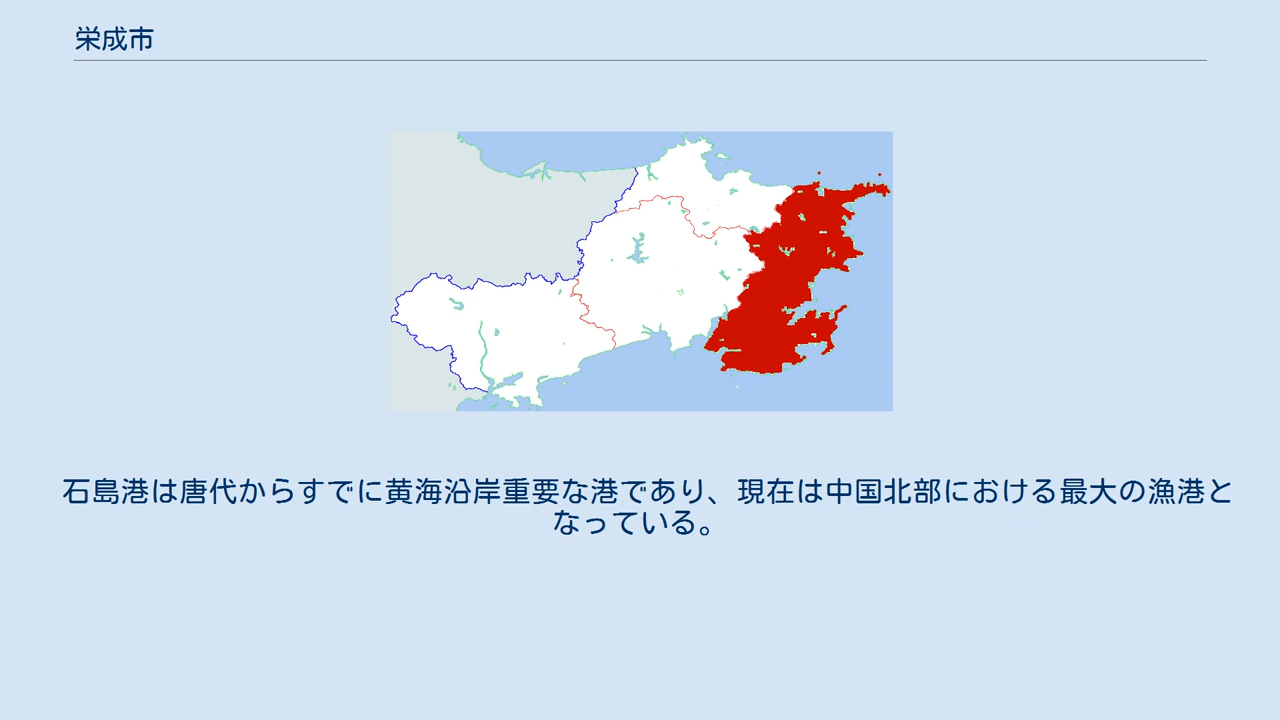 栄成市
石島港は唐代からすでに黄海沿岸重要な港であり、現在は中国北部における最大の漁港と
なっている。